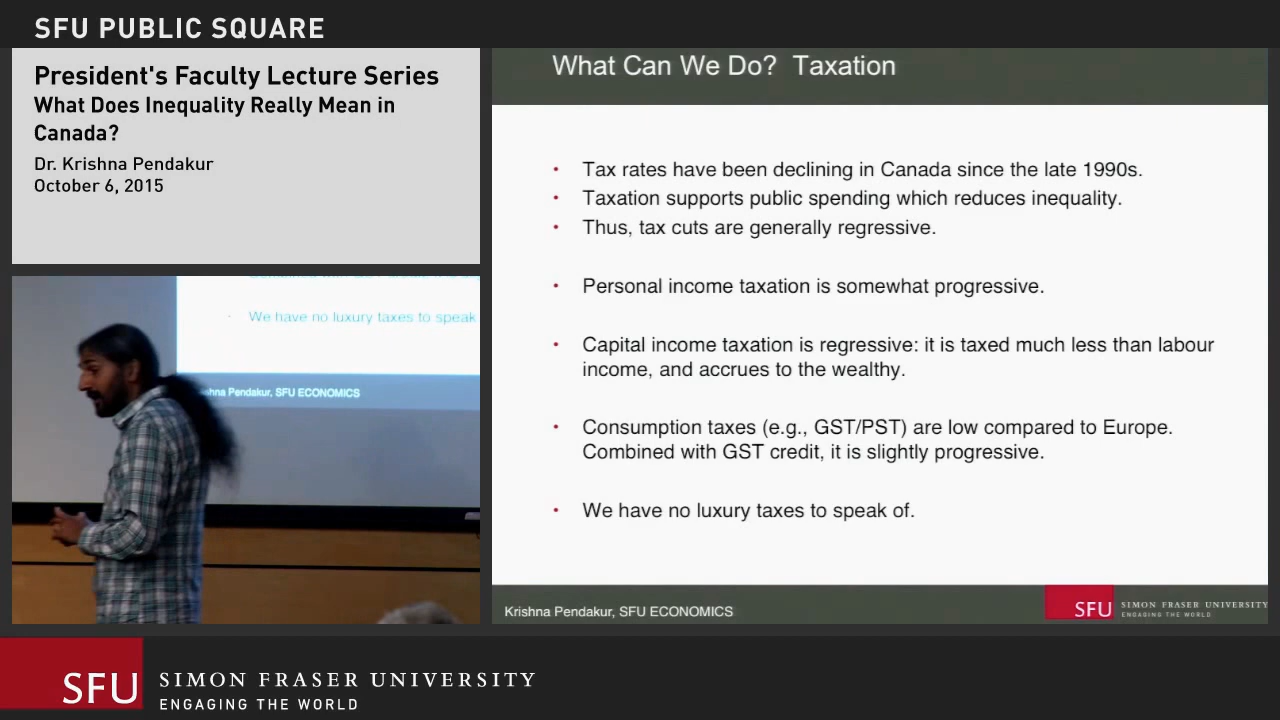 SFU PUBLIC SQUARE
President's Faculty Lecture Series
What Does Inequality Really Mean in
Canada?
Dr. Krishna Pendakur
October 6, 2015
We have no luxury taxes to speak
Pendakur, SFU ECONOMICS
What Can We Do? Taxation
• Tax rates have been declining in Canada since the late 1990s.
• Taxation supports public spending which reduces inequality.
• Thus, tax cuts are generally regressive.
• Personal income taxation is somewhat progressive.
• Capital income taxation is regressive: it is taxed much less than labour
income, and accrues to the wealthy.
• Consumption taxes (e.g., GST/PST) are low compared to Europe.
Combined with GST credit, it is slightly progressive.
• We have no luxury taxes to speak of.
Krishna Pendakur, SFU ECONOMICS
SFU SIMON FRASER UNIVERSITY
ENGAGING THE WORLD
SFU SIMON FRASER UNIVERSITY
ENGAGING THE WORLD